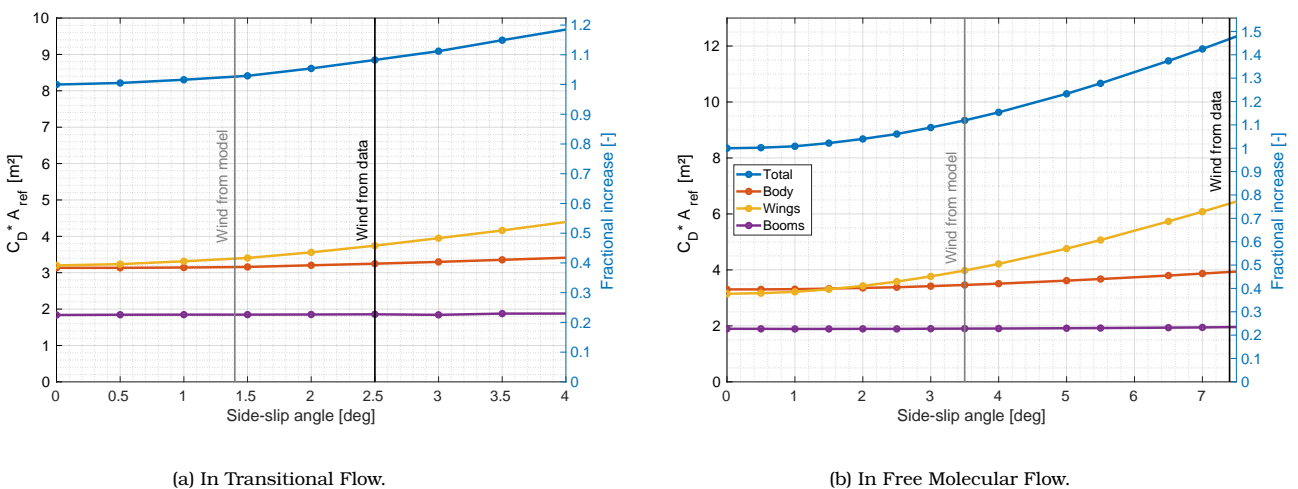 10
9
8
7
6
5
4
3
2
1
0
C_D * A_ref [m²]
Wind from model
Wind from data
1.2
1.1
1
0.9
0.8
0.7
0.6
0.5
0.4
0.3
0.2
0.1
0
Fractional increase [-]
0 0.5 1 1.5 2 2.5 3 3.5 4
Side-slip angle [deg]
(a) In Transitional Flow.
12
10
8
6
4
2
0
C_D * A_ref [m²]
Total
Body
Wings
Booms
Wind from model
Wind from data
1.5
1.4
1.3
1.2
1.1
1
0.9
0.8
0.7
0.6
0.5
0.4
0.3
0.2
0.1
0
Fractional increase [-]
0 1 2 3 4 5 6 7
Side-slip angle [deg]
(b) In Free Molecular Flow.